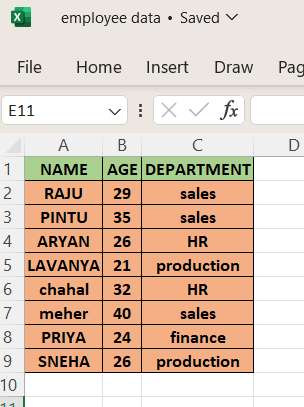 employee data • Saved
File Home Insert Draw Pag
E11 fx
A B C D
1 NAME AGE DEPARTMENT
2 RAJU 29 sales
3 PINTU 35 sales
4 ARYAN 26 HR
5 LAVANYA 21 production
6 chahal 32 HR
7 meher 40 sales
8 PRIYA 24 finance
9 SNEHA 26 production
10
11